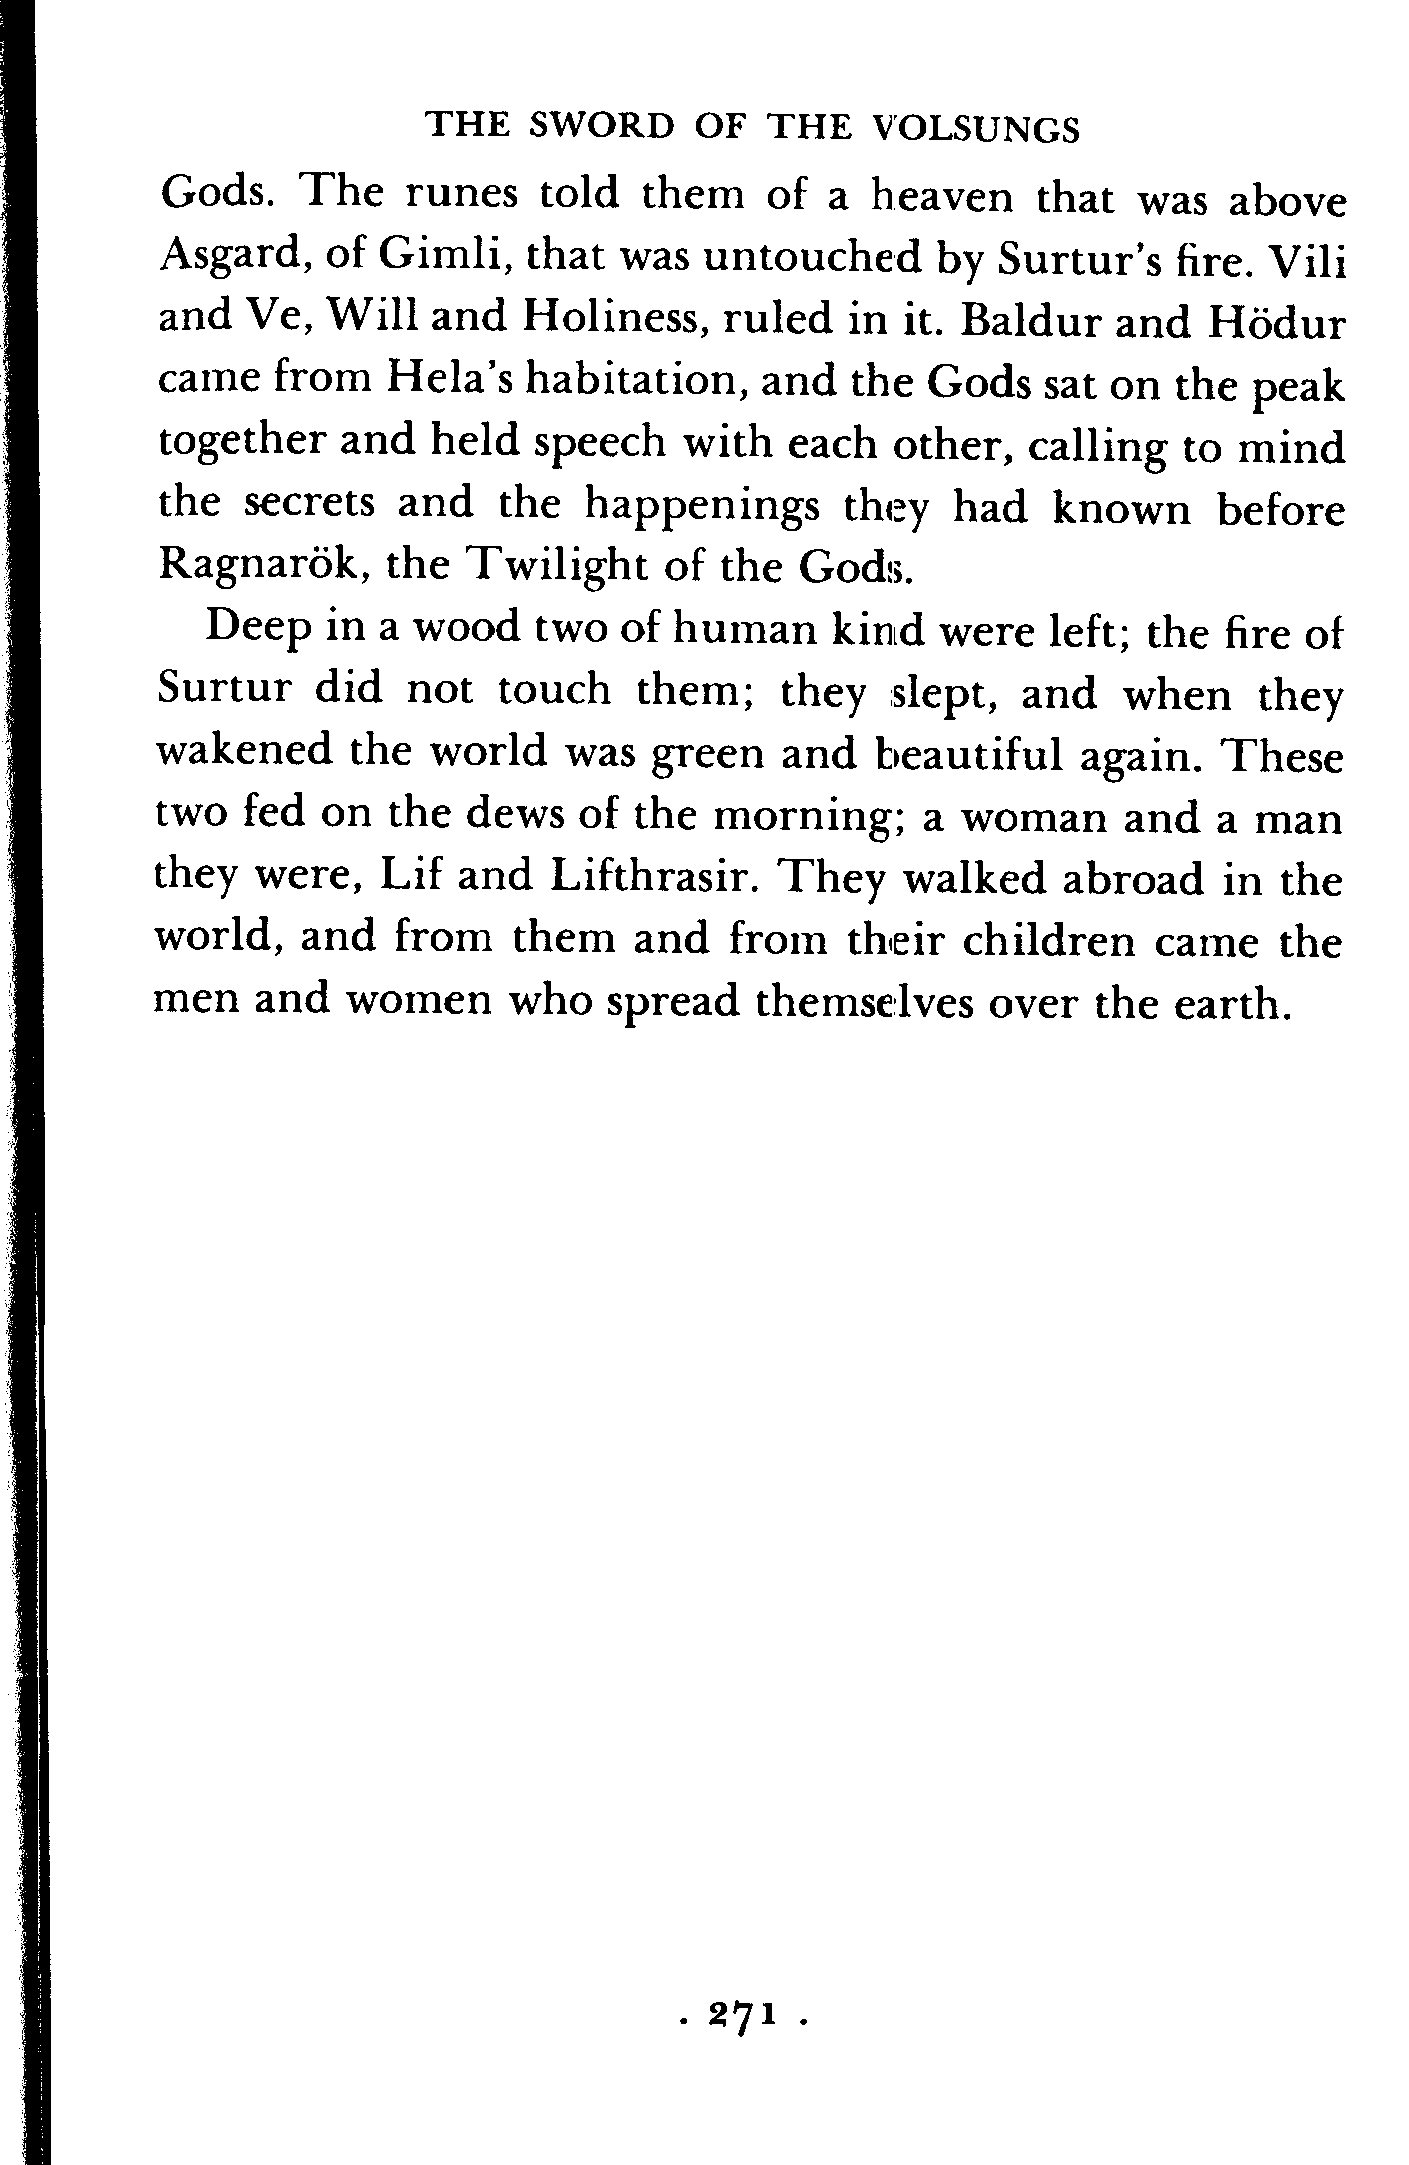 THE SWORD OF THE VOLSUNGS
Gods. The runes told them of a heaven that was above
Asgard, of Gimli, that was untouched by Surtur's fire. Vili
and Ve, Will and Holiness, ruled in it. Baldur and Hödur
came from Hela's habitation, and the Gods sat on the peak
together and held speech with each other, calling to mind
the secrets and the happenings they had known before
Ragnarök, the Twilight of the Gods.
Deep in a wood two of human kind were left; the fire of
Surtur did not touch them; they slept, and when they
wakened the world was green and beautiful again. These
two fed on the dews of the morning; a woman and a man
they were, Lif and Lifthrasir. They walked abroad in the
world, and from them and from their children came the
men and women who spread themselves over the earth.
. 271 .